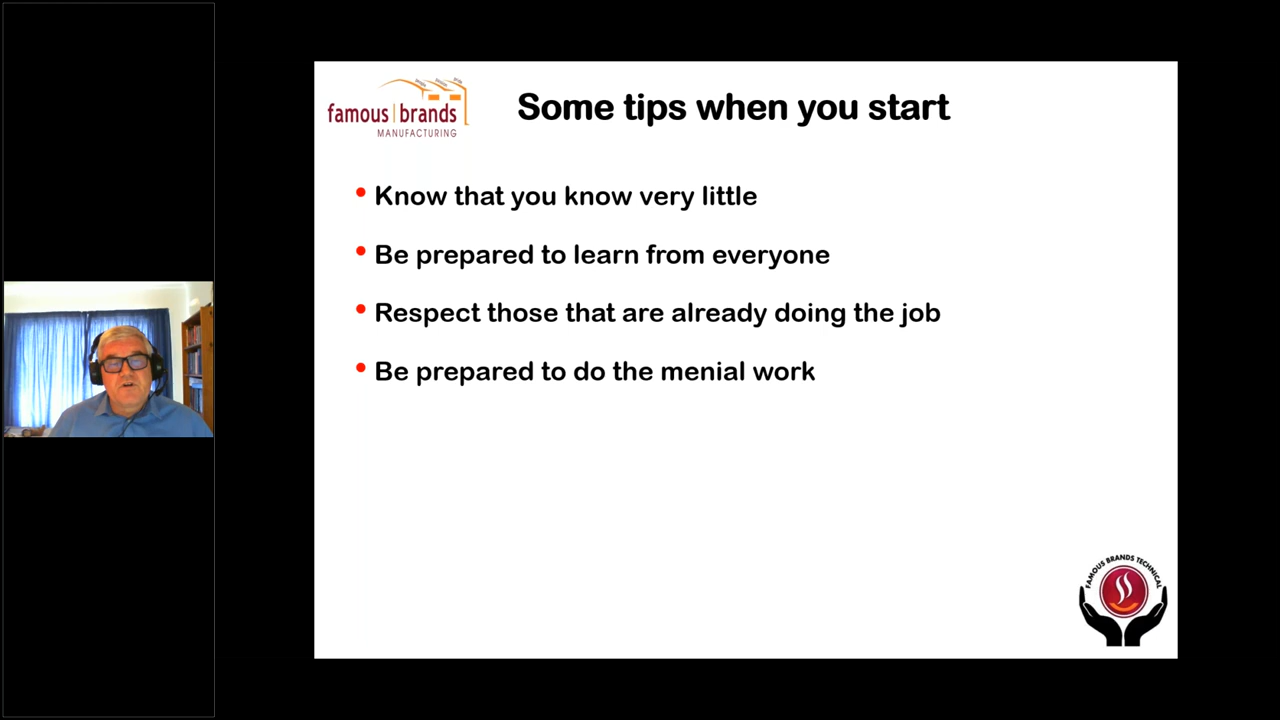 famous|brands
MANUFACTURING
Some tips when you start
• Know that you know very little
• Be prepared to learn from everyone
• Respect those that are already doing the job
• Be prepared to do the menial work
FAMOUS BRANDS TECHNICAL